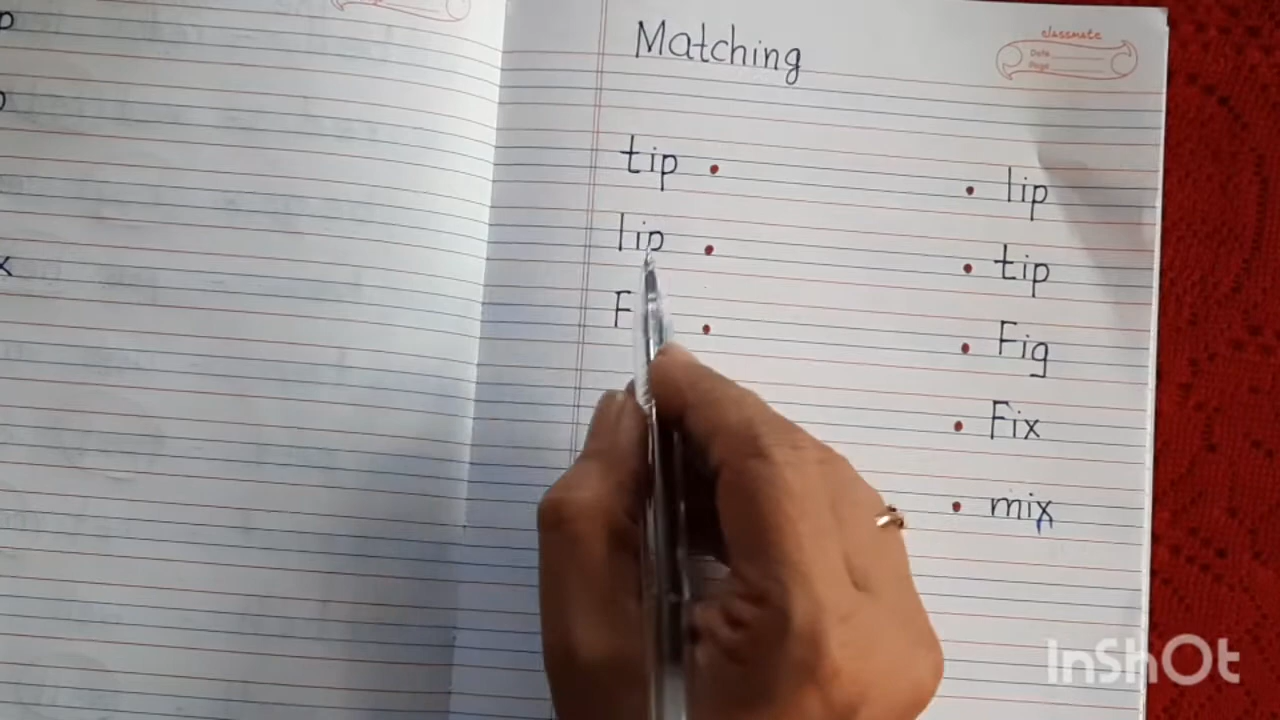 Matching
classmate
Date
Page
tip • • lip
lip • • tip
F • • Fig
• Fix
• mix
InShOt